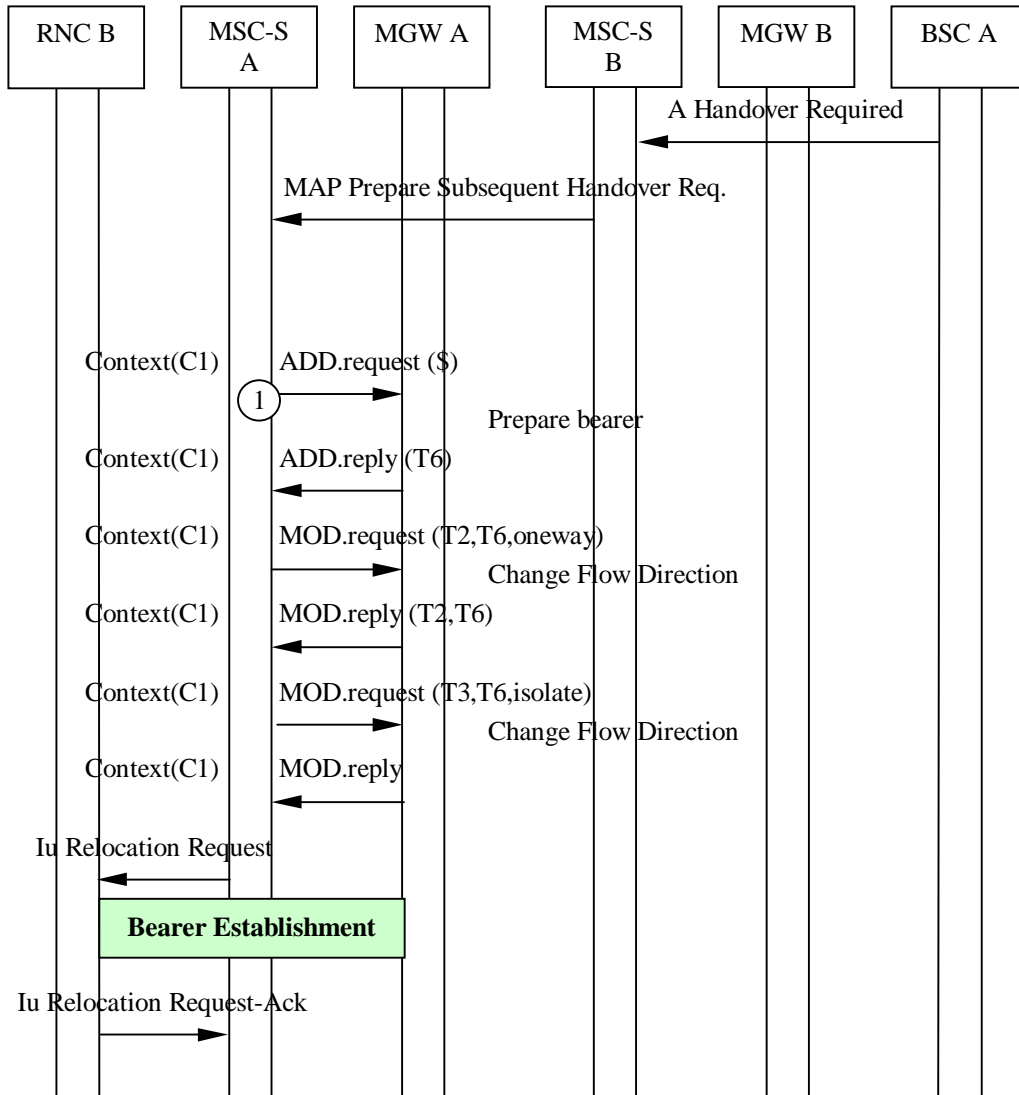 RNC B
MSC-S
A
MGW A
MSC-S
B
MGW B
BSC A
A Handover Required
MAP Prepare Subsequent Handover Req.
Context(C1) ADD.request ($)
1
Prepare bearer
Context(C1) ADD.reply (T6)
Context(C1) MOD.request (T2,T6,oneway)
Change Flow Direction
Context(C1) MOD.reply (T2,T6)
Context(C1) MOD.request (T3,T6,isolate)
Change Flow Direction
Context(C1) MOD.reply
Iu Relocation Request
Bearer Establishment
Iu Relocation Request-Ack